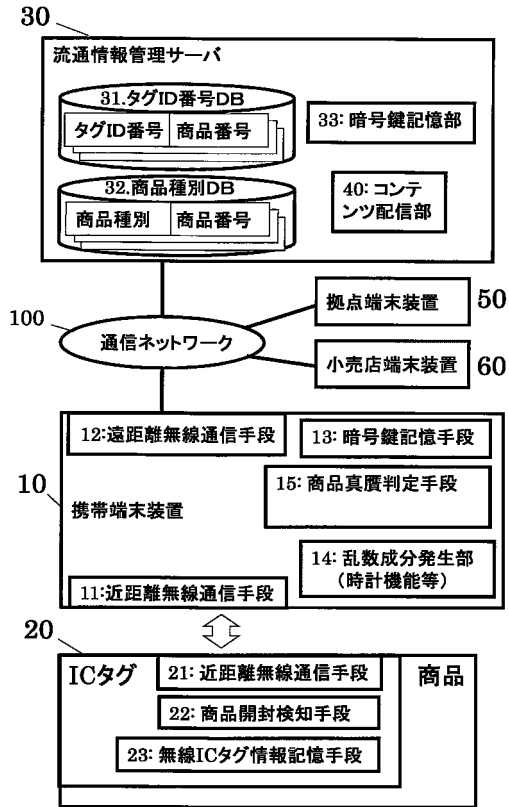 30
流通情報管理サーバ
31.タグID番号DB
タグID番号 商品番号
33: 暗号鍵記憶部
32.商品種別DB
商品種別 商品番号
40: コンテ
ンツ配信部
100
通信ネットワーク
拠点端末装置 50
小売店端末装置 60
10
携帯端末装置
12:遠距離無線通信手段
13: 暗号鍵記憶手段
15: 商品真贋判定手段
14: 乱数成分発生部
(時計機能等)
11:近距離無線通信手段
20
ICタグ
21: 近距離無線通信手段
商品
22: 商品開封検知手段
23: 無線ICタグ情報記憶手段